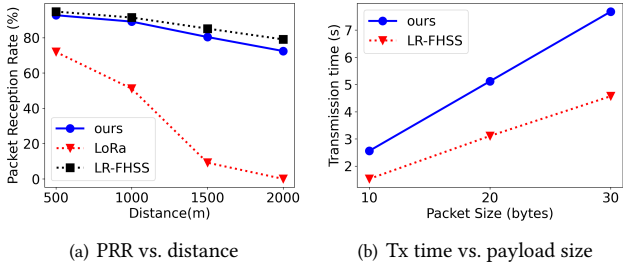 Packet Reception Rate (%)
80
60
40
20
0
ours
LoRa
LR-FHSS
500 1000 1500 2000
Distance(m)
(a) PRR vs. distance
Transmission time (s)
7
6
5
4
3
2
ours
LR-FHSS
10 20 30
Packet Size (bytes)
(b) Tx time vs. payload size